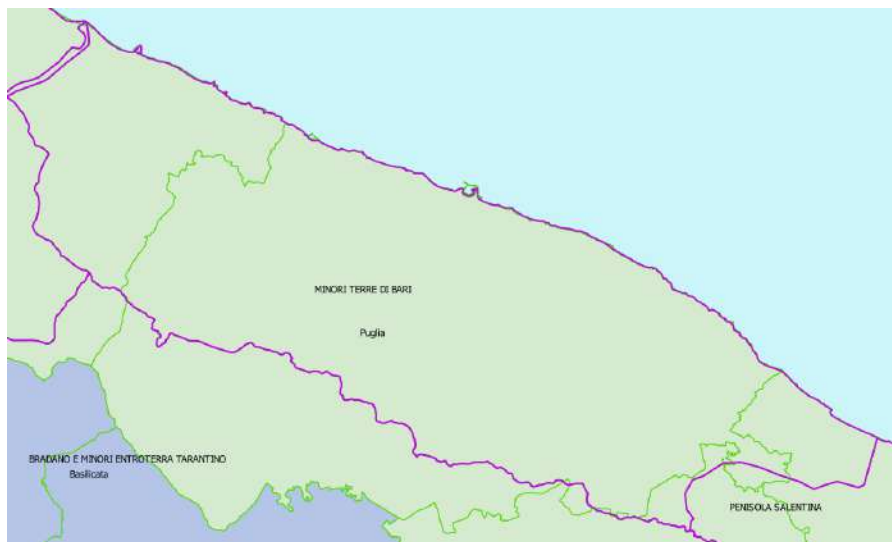 MINORI TERRE DI BARI
Puglia
BRADANO E MINORI ENTROTERRA TARANTINO
Basilicata
PENISOLA SALENTINA